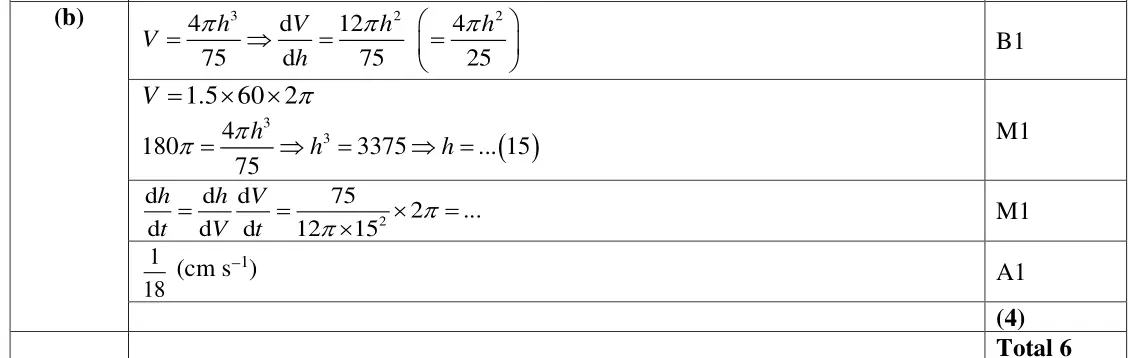 (b) V = 4πh³/75 ⇒ dV/dh = 12πh²/75 (= 4πh²/25) B1
V = 1.5×60×2π
180π = 4πh³/75 ⇒ h³ = 3375 ⇒ h = ...(15) M1
dh/dt = dh/dV dV/dt = 75/12π×15² × 2π = ... M1
1/18 (cm s⁻¹) A1
(4)
Total 6